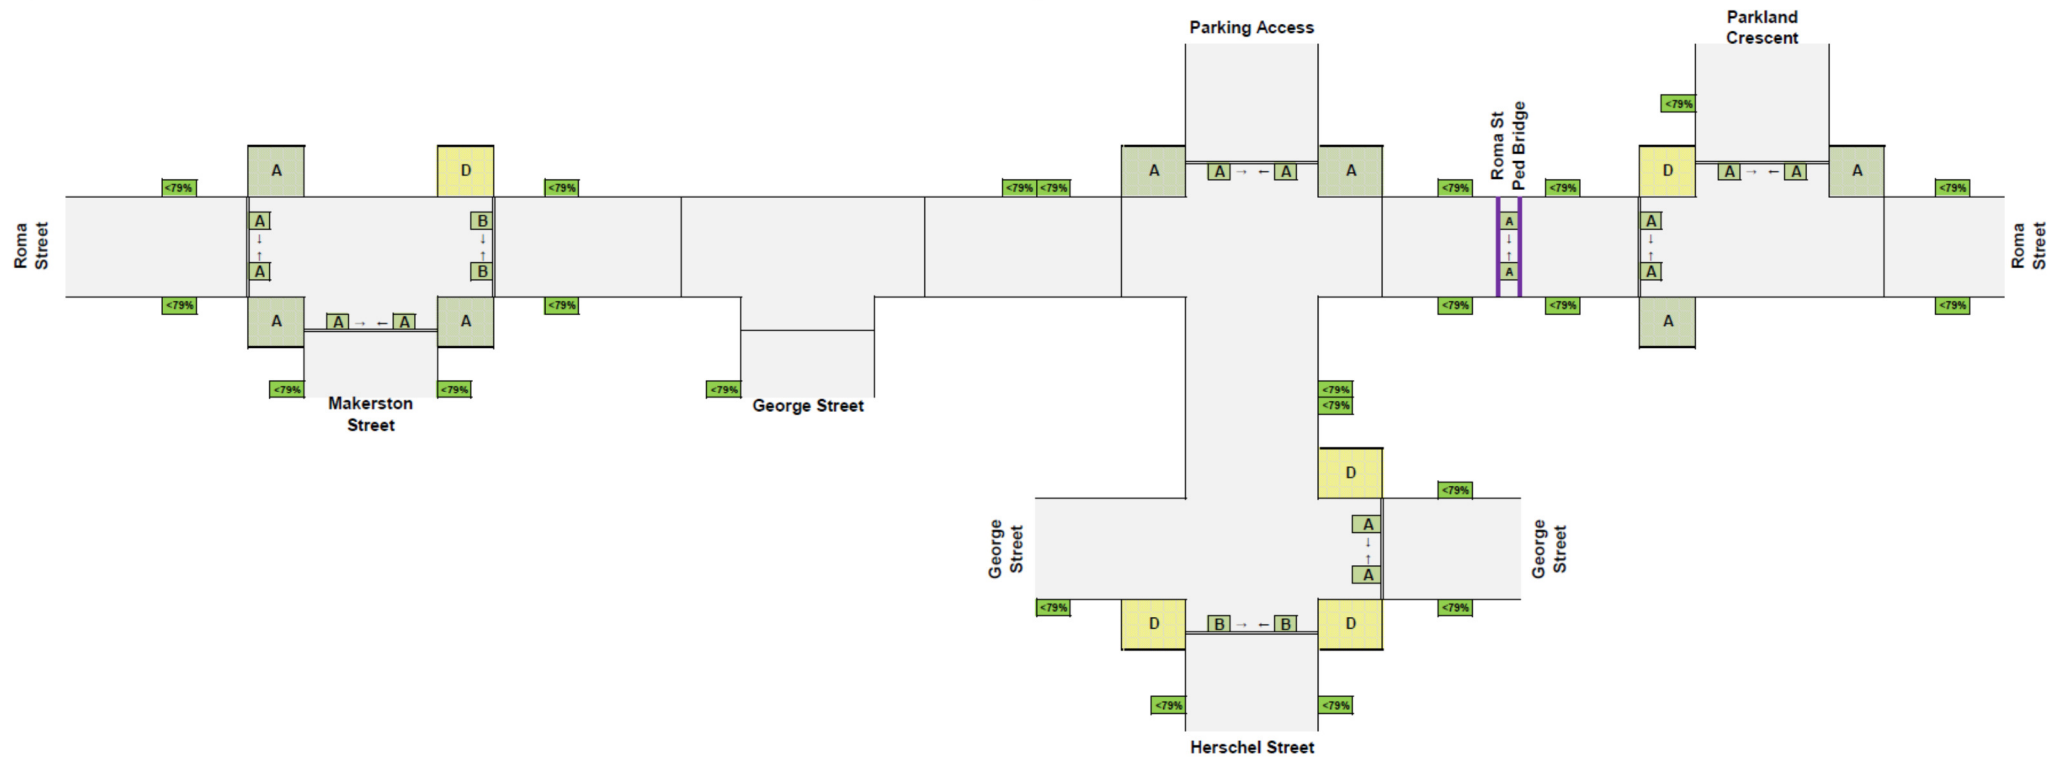 Parking Access
Parkland
Crescent
<79%
Roma St
Ped Bridge
A
D
A
A
A → ← A
D
A → ← A
A
<79%
<79%
<79% <79%
<79%
<79%
<79%
Roma
Street
A
↓
↑
A
B
↓
↑
B
A
↓
↑
A
A
↓
↑
A
Roma
Street
<79%
<79%
<79%
<79%
<79%
A
A → ← A
A
A
<79%
<79%
<79%
<79%
<79%
Makerston
Street
George Street
D
<79%
George
Street
A
↓
↑
A
George
Street
<79%
<79%
D
B → ← B
D
<79%
<79%
Herschel Street